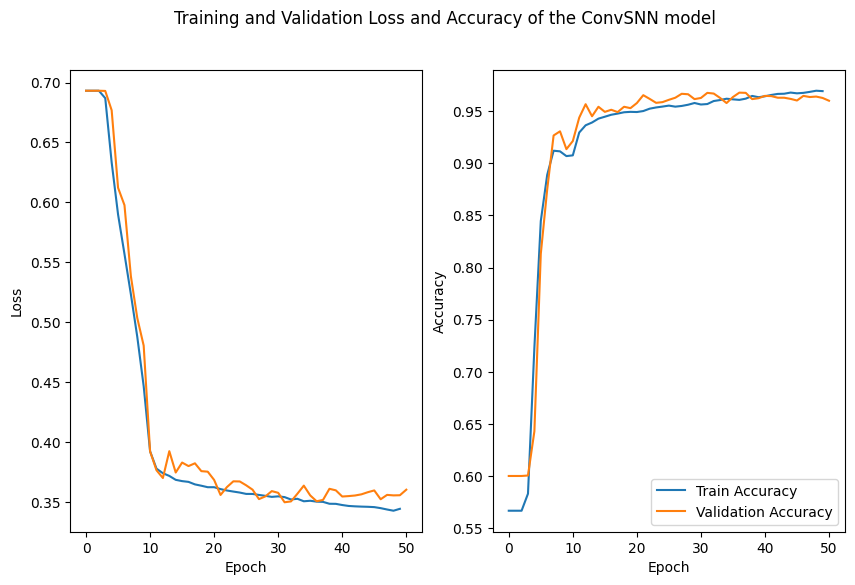 Training and Validation Loss and Accuracy of the ConvSNN model
0.70
0.65
0.60
0.55
0.50
0.45
0.40
0.35
Loss
0 10 20 30 40 50
Epoch
0.95
0.90
0.85
0.80
0.75
0.70
0.65
0.60
0.55
Accuracy
Train Accuracy
Validation Accuracy
0 10 20 30 40 50
Epoch